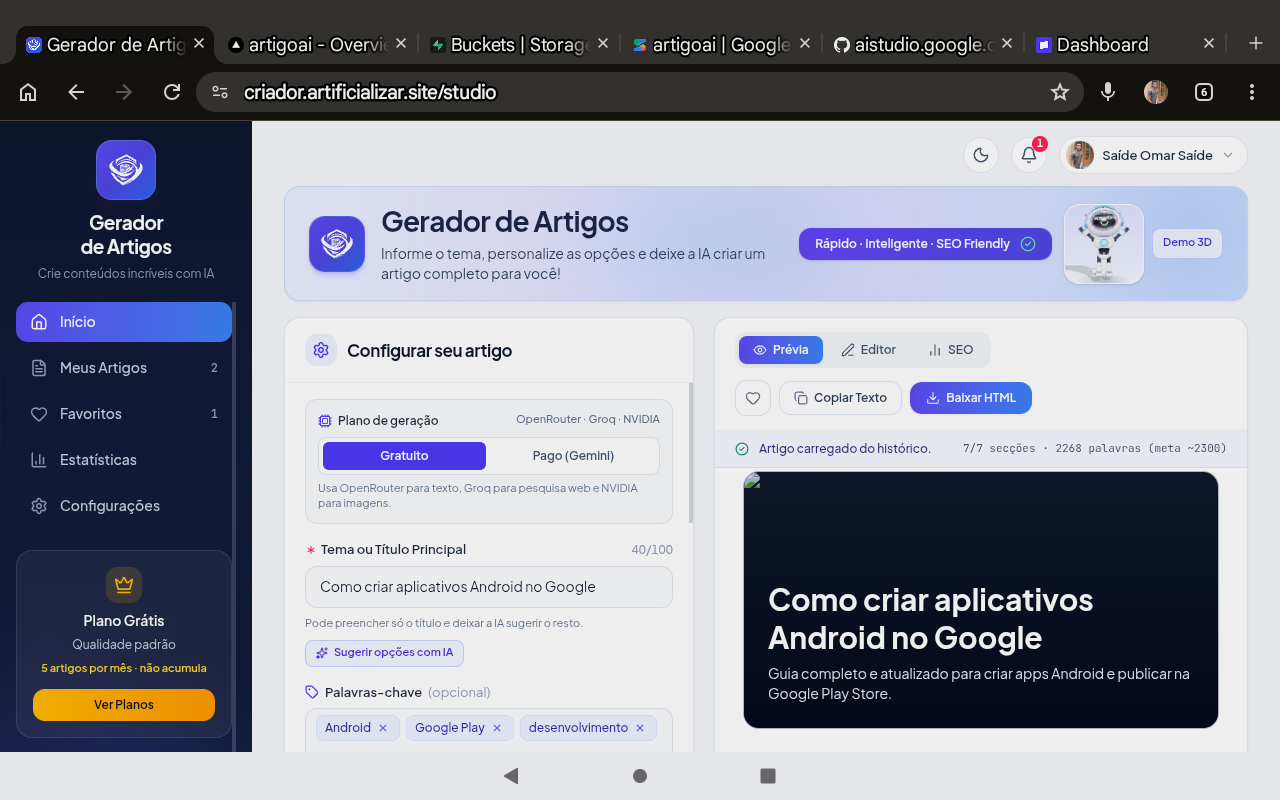 Gerador de Artig
artigoai - Overvie
Buckets | Storage
artigoai | Google
aistudio.google.c
Dashboard
criador.artificializar.site/studio
6
Gerador
de Artigos
Crie conteúdos incríveis com IA
Início
Meus Artigos 2
Favoritos 1
Estatísticas
Configurações
Plano Grátis
Qualidade padrão
5 artigos por mês · não acumula
Ver Planos
1
Saíde Omar Saíde
Gerador de Artigos
Informe o tema, personalize as opções e deixe a IA criar um
artigo completo para você!
Rápido · Inteligente · SEO Friendly
Demo 3D
Configurar seu artigo
Plano de geração OpenRouter · Groq · NVIDIA
Gratuito Pago (Gemini)
Usa OpenRouter para texto, Groq para pesquisa web e NVIDIA
para imagens.
* Tema ou Título Principal 40/100
Como criar aplicativos Android no Google
Pode preencher só o título e deixar a IA sugerir o resto.
Sugerir opções com IA
Palavras-chave (opcional)
Android × Google Play × desenvolvimento ×
Prévia Editor SEO
Copiar Texto Baixar HTML
Artigo carregado do histórico. 7/7 secções · 2268 palavras (meta ~2300)
Como criar aplicativos
Android no Google
Guia completo e atualizado para criar apps Android e publicar na
Google Play Store.